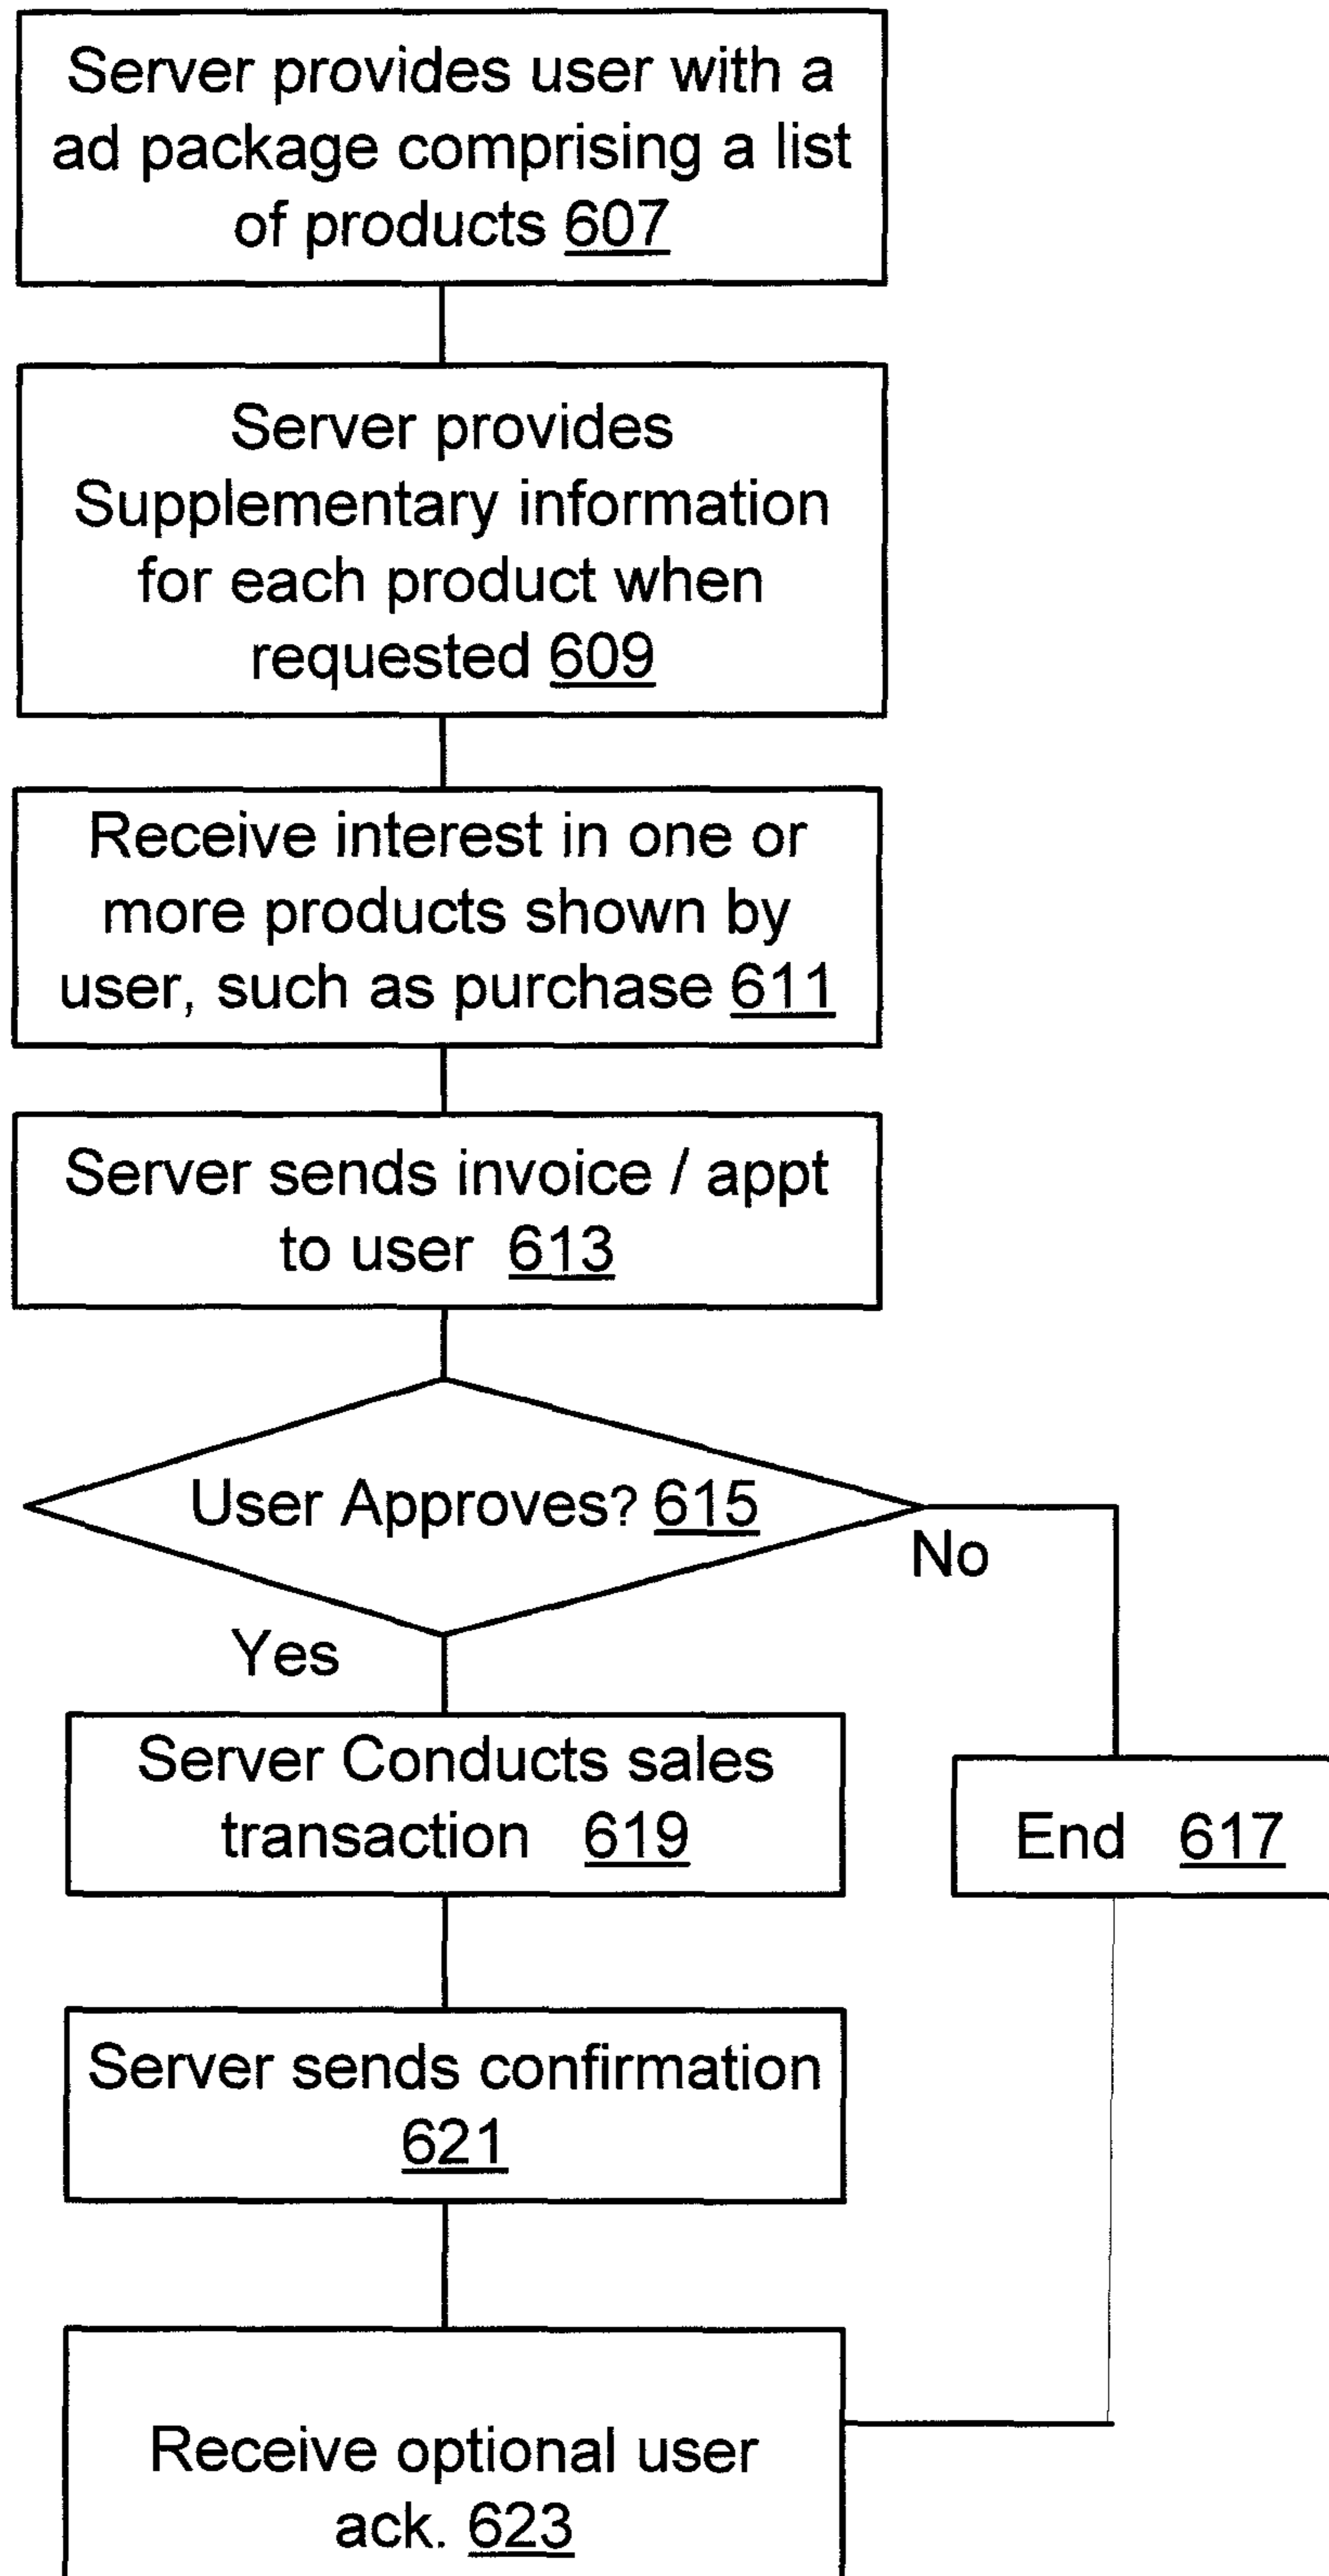 Server provides user with a
ad package comprising a list
of products 607
Server provides
Supplementary information
for each product when
requested 609
Receive interest in one or
more products shown by
user, such as purchase 611
Server sends invoice / appt
to user 613
User Approves? 615
No
Yes
Server Conducts sales
transaction 619
End 617
Server sends confirmation
621
Receive optional user
ack. 623